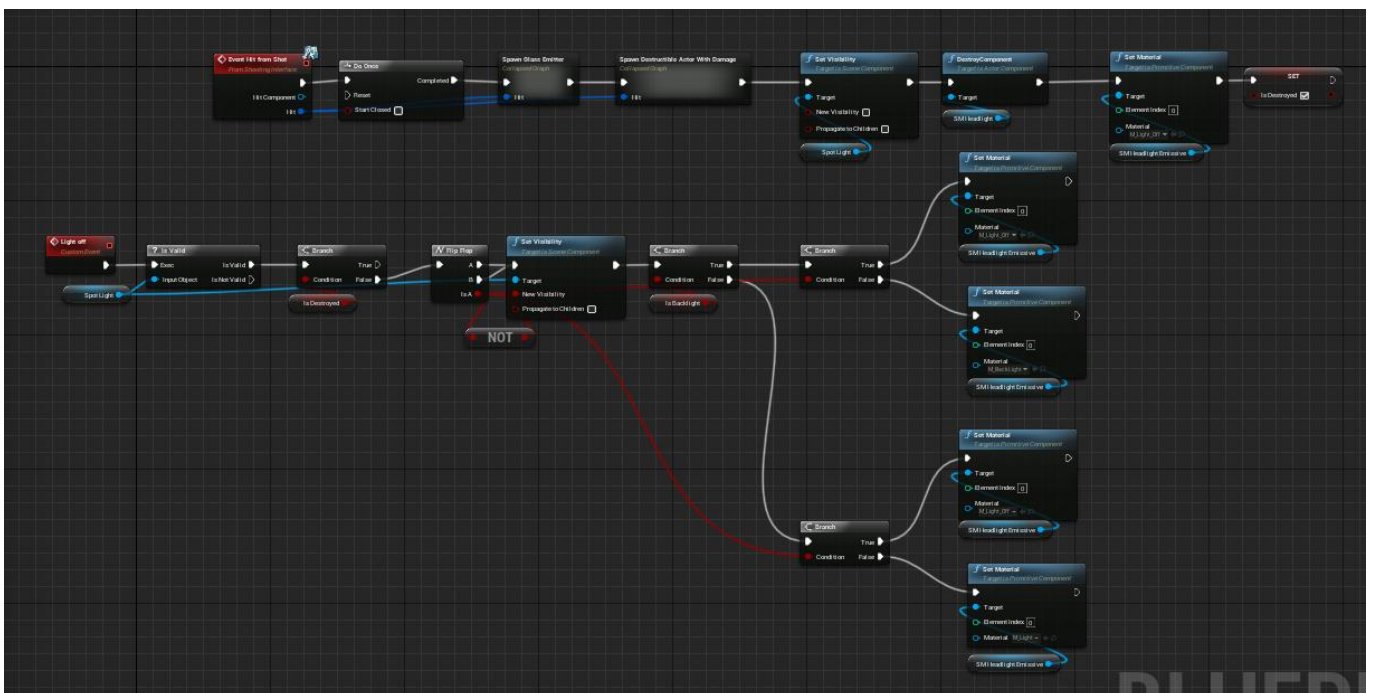 Event Hit from Shot
From Shooting Interface
Hit Component
Hit
Do Once
Completed
Reset
Start Closed
Spawn Glass Emitter
Collapsed Graph
Hit
Spawn Destructible Actor With Damage
Collapsed Graph
Hit
Set Visibility
Target is Scene Component
Target
New Visibility
Propagate to Children
Spot Light
DestroyComponent
Target is Actor Component
Target
SM Headlight
Set Material
Target is Primitive Component
Target
Element Index 0
Material
M_Light_Off
SM Headlight Emissive
SET
Is Destroyed
Light off
Custom Event
Spot Light
Is Valid
Exec
Is Valid
Input Object
Is Not Valid
Branch
True
Condition
False
Is Destroyed
Flip Flop
A
B
Is A
NOT
Set Visibility
Target is Scene Component
Target
New Visibility
Propagate to Children
Branch
True
Condition
False
Is Backlight
Branch
True
Condition
False
Set Material
Target is Primitive Component
Target
Element Index 0
Material
M_Light_Off
SM Headlight Emissive
Set Material
Target is Primitive Component
Target
Element Index 0
Material
M_BackLight
SM Headlight Emissive
Branch
True
Condition
False
Set Material
Target is Primitive Component
Target
Element Index 0
Material
M_Light_Off
SM Headlight Emissive
Set Material
Target is Primitive Component
Target
Element Index 0
Material M_Light
SM Headlight Emissive